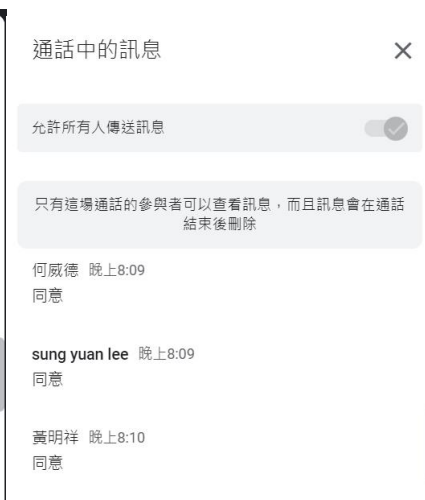 通話中的訊息
允許所有人傳送訊息
只有這場通話的參與者可以查看訊息，而且訊息會在通話
結束後刪除
何威德 晚上8:09
同意
sung yuan lee 晚上8:09
同意
黃明祥 晚上8:10
同意